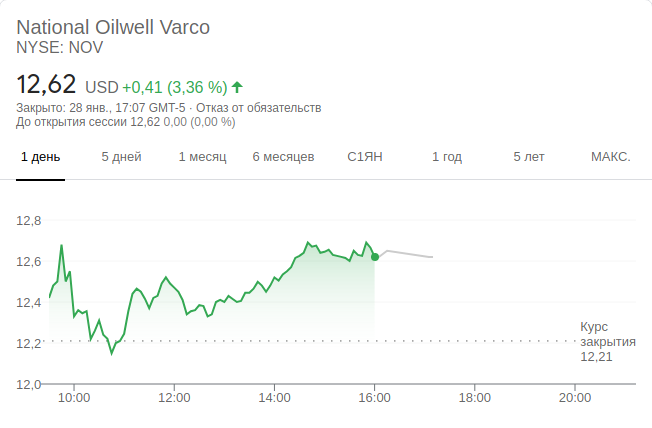 National Oilwell Varco
NYSE: NOV
12,62 USD +0,41 (3,36 %)
Закрыто: 28 янв., 17:07 GMT-5 · Отказ от обязательств
До открытия сессии 12,62 0,00 (0,00 %)
1 день 5 дней 1 месяц 6 месяцев С1ЯН 1 год 5 лет МАКС.
12,8
12,6
12,4
12,2
12,0
Курс
закрытия
12,21
10:00 12:00 14:00 16:00 18:00 20:00